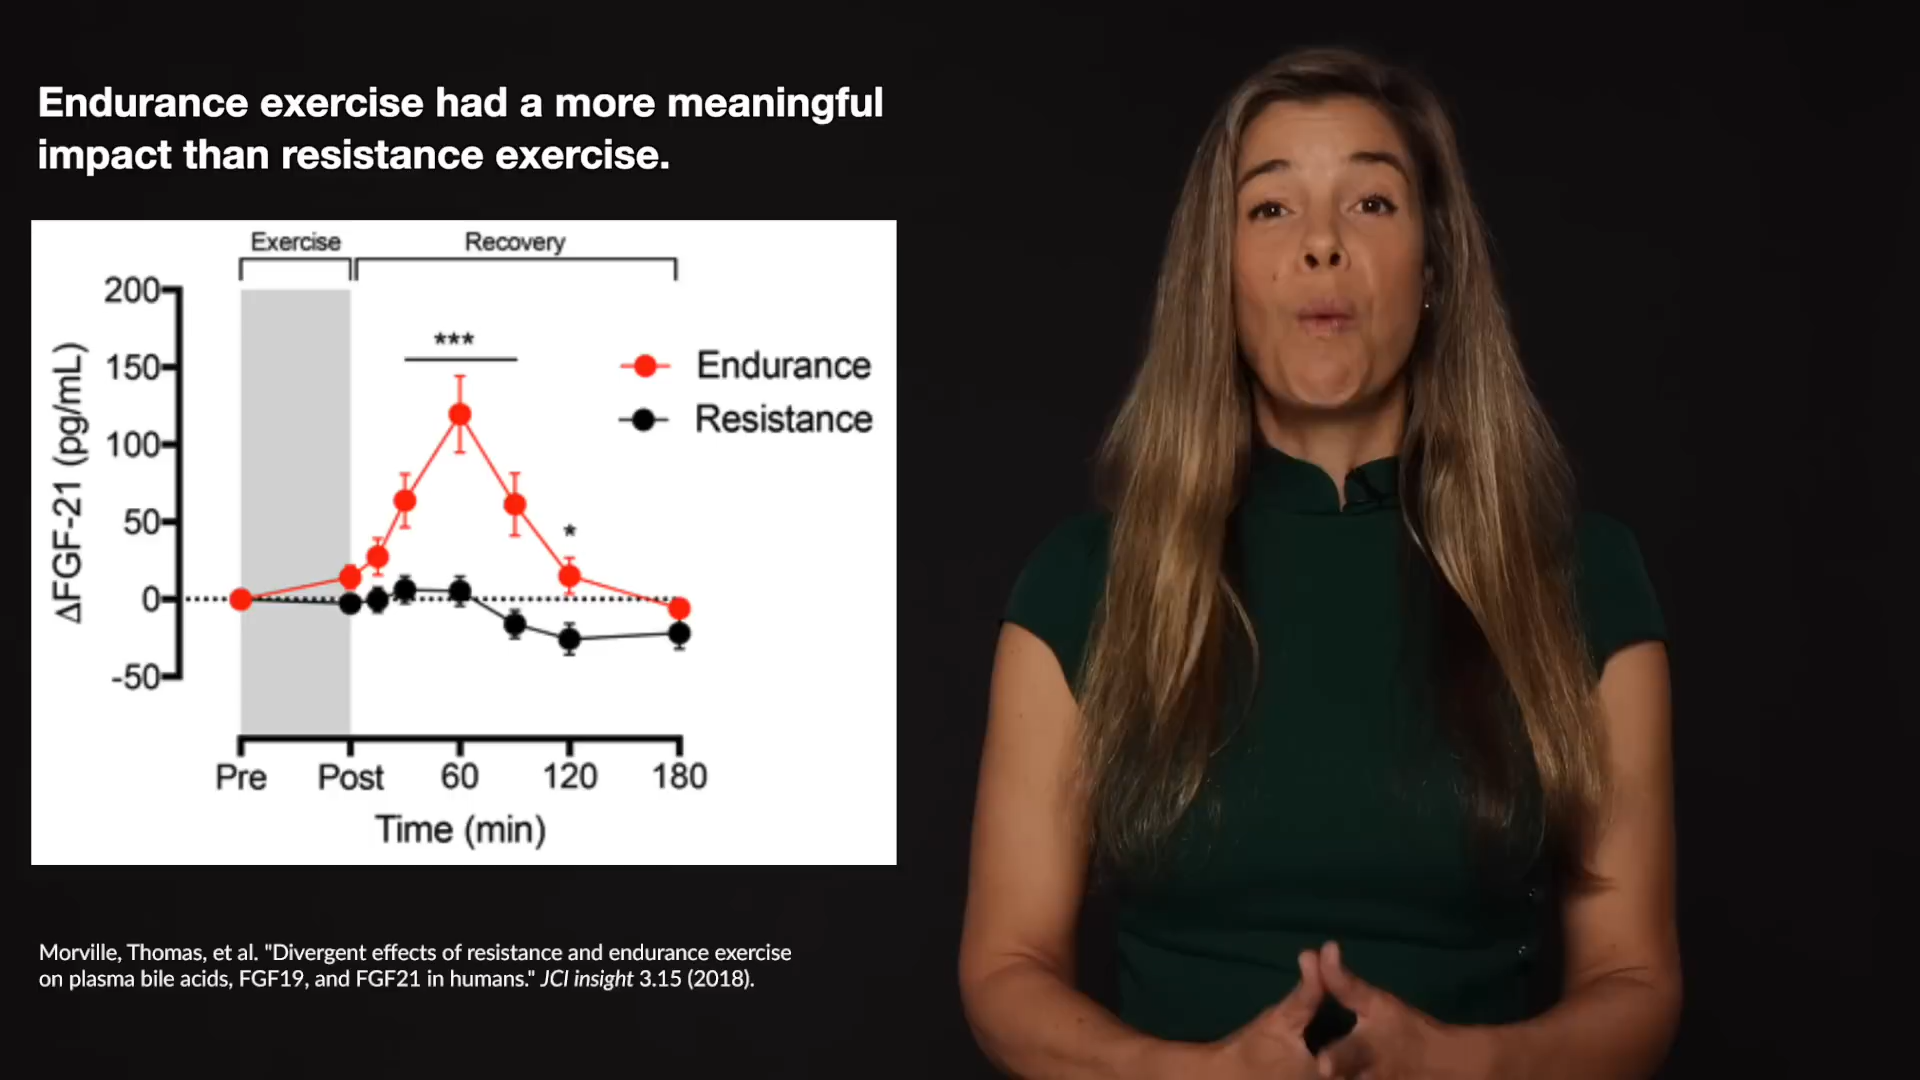 Endurance exercise had a more meaningful
impact than resistance exercise.
Exercise Recovery
200
150
100
50
0
-50
ΔFGF-21 (pg/mL)
***
*
Endurance
Resistance
Pre Post 60 120 180
Time (min)
Morville, Thomas, et al. "Divergent effects of resistance and endurance exercise
on plasma bile acids, FGF19, and FGF21 in humans." JCI insight 3.15 (2018).